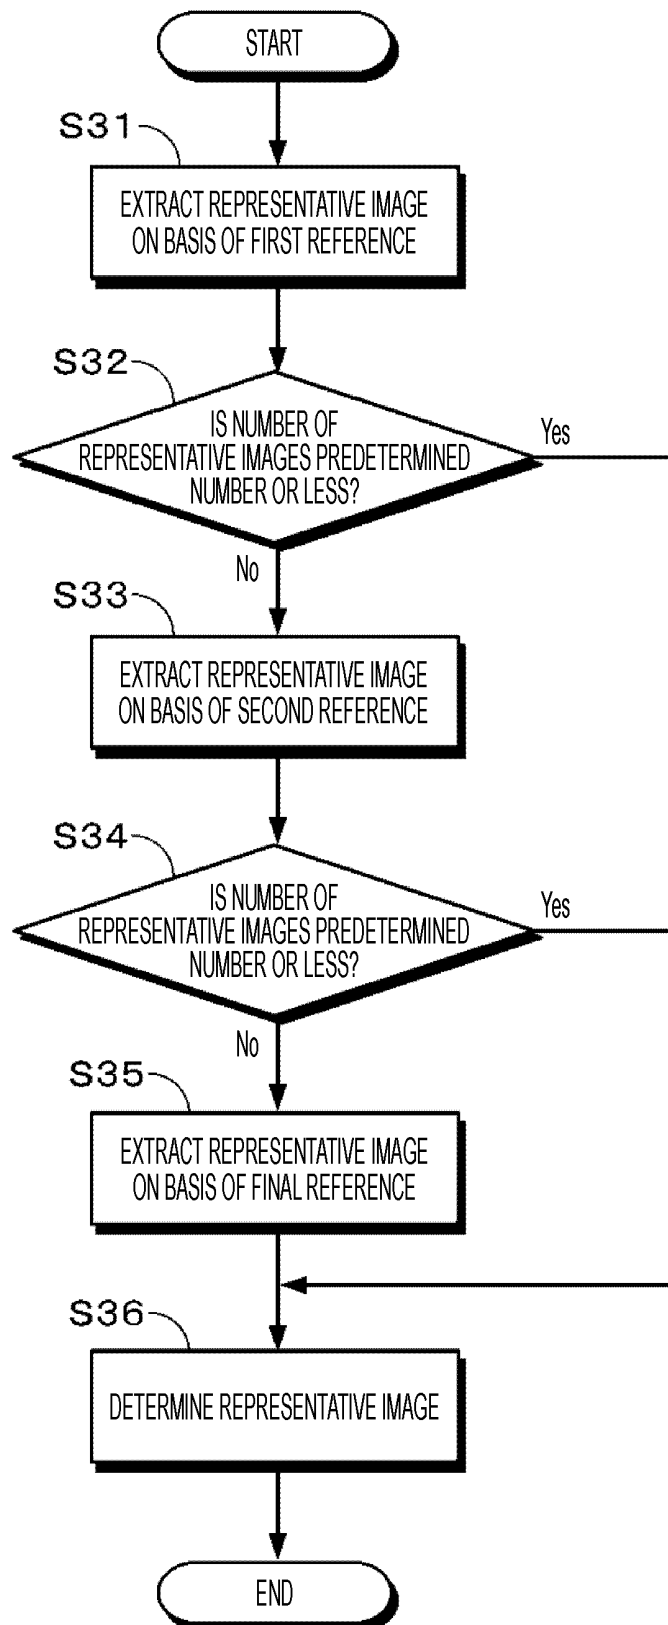 START
S31
EXTRACT REPRESENTATIVE IMAGE
ON BASIS OF FIRST REFERENCE
S32
IS NUMBER OF
REPRESENTATIVE IMAGES PREDETERMINED
NUMBER OR LESS?
Yes
No
S33
EXTRACT REPRESENTATIVE IMAGE
ON BASIS OF SECOND REFERENCE
S34
IS NUMBER OF
REPRESENTATIVE IMAGES PREDETERMINED
NUMBER OR LESS?
Yes
No
S35
EXTRACT REPRESENTATIVE IMAGE
ON BASIS OF FINAL REFERENCE
S36
DETERMINE REPRESENTATIVE IMAGE
END